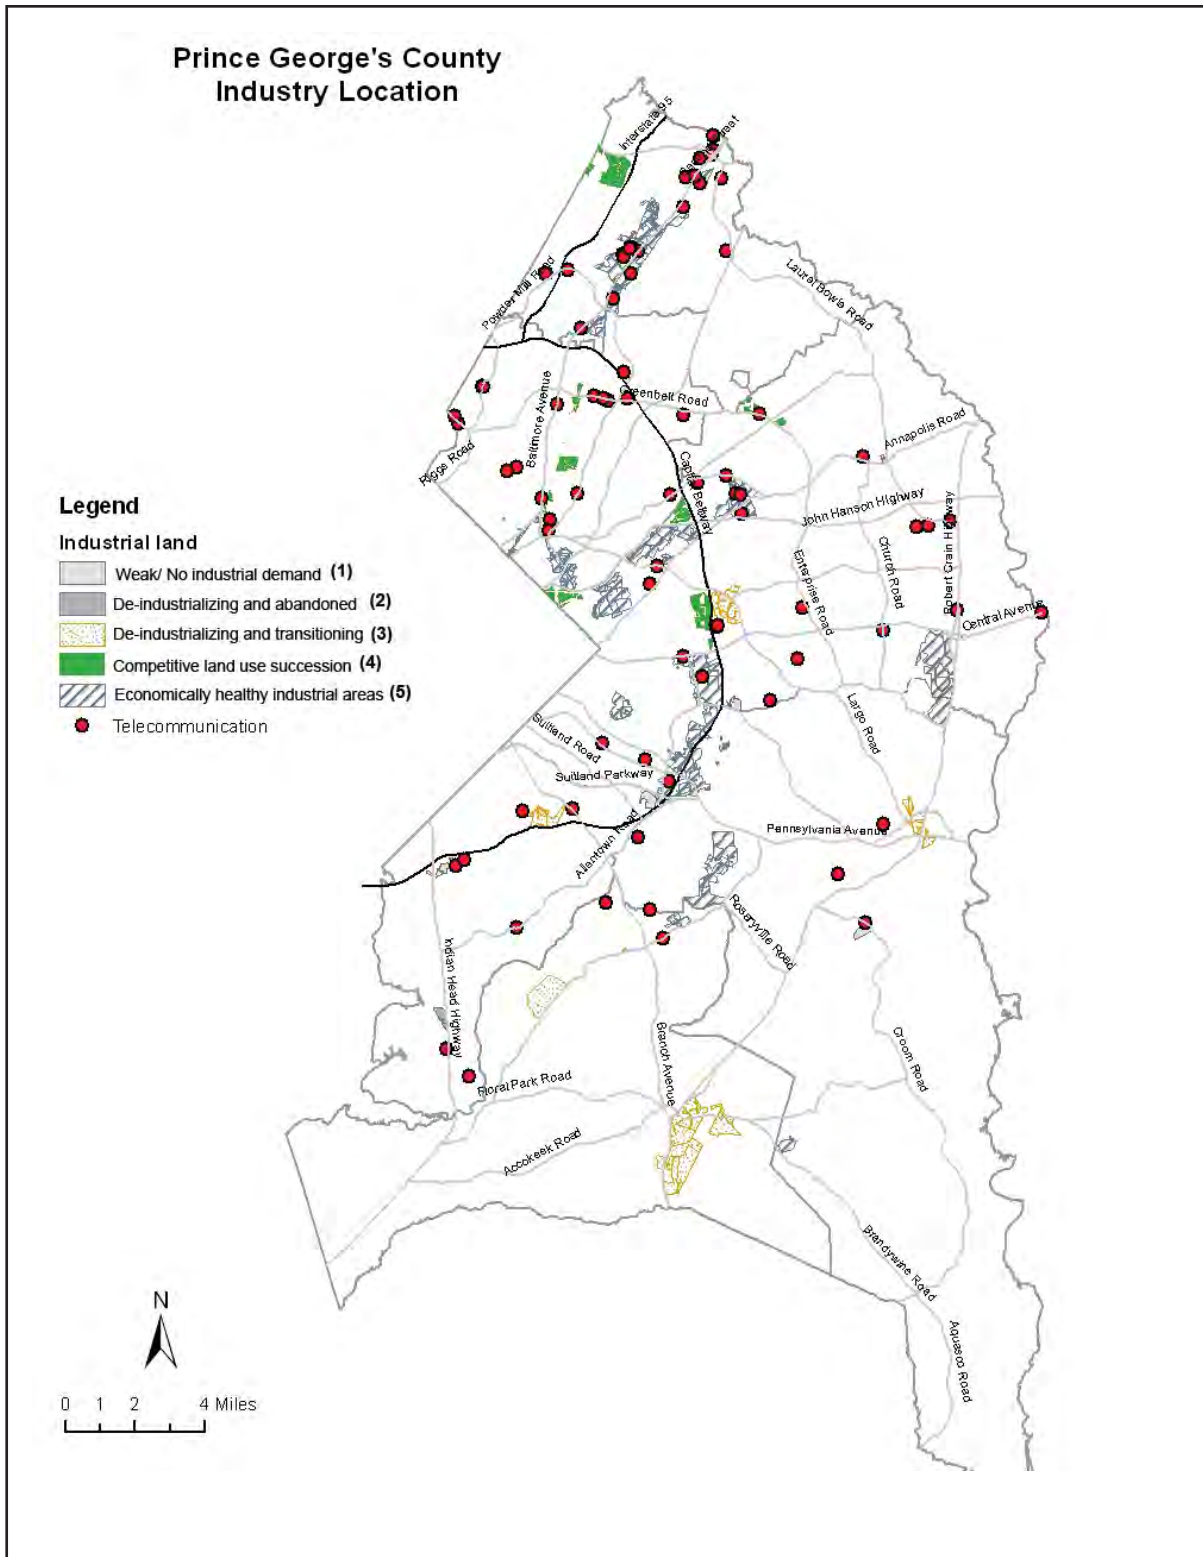 Prince George's County
Industry Location
Interstate 95
Powder Mill Road
Laurel Bowie Road
Greenbelt Road
Baltimore Avenue
Annapolis Road
Riggs Road
Capital Beltway
John Hanson Highway
Robert Crain Highway
Enterprise Road
Church Road
Central Avenue
Legend
Industrial land
Weak/ No industrial demand (1)
De-industrializing and abandoned (2)
De-industrializing and transitioning (3)
Competitive land use succession (4)
Economically healthy industrial areas (5)
Telecommunication
Largo Road
Suitland Road
Suitland Parkway
Pennsylvania Avenue
Allentown Road
Rosaryville Road
Indian Head Highway
Branch Avenue
Croom Road
Floral Park Road
Accokeek Road
Brandywine Road
Aquasco Road
N
0 1 2 4 Miles